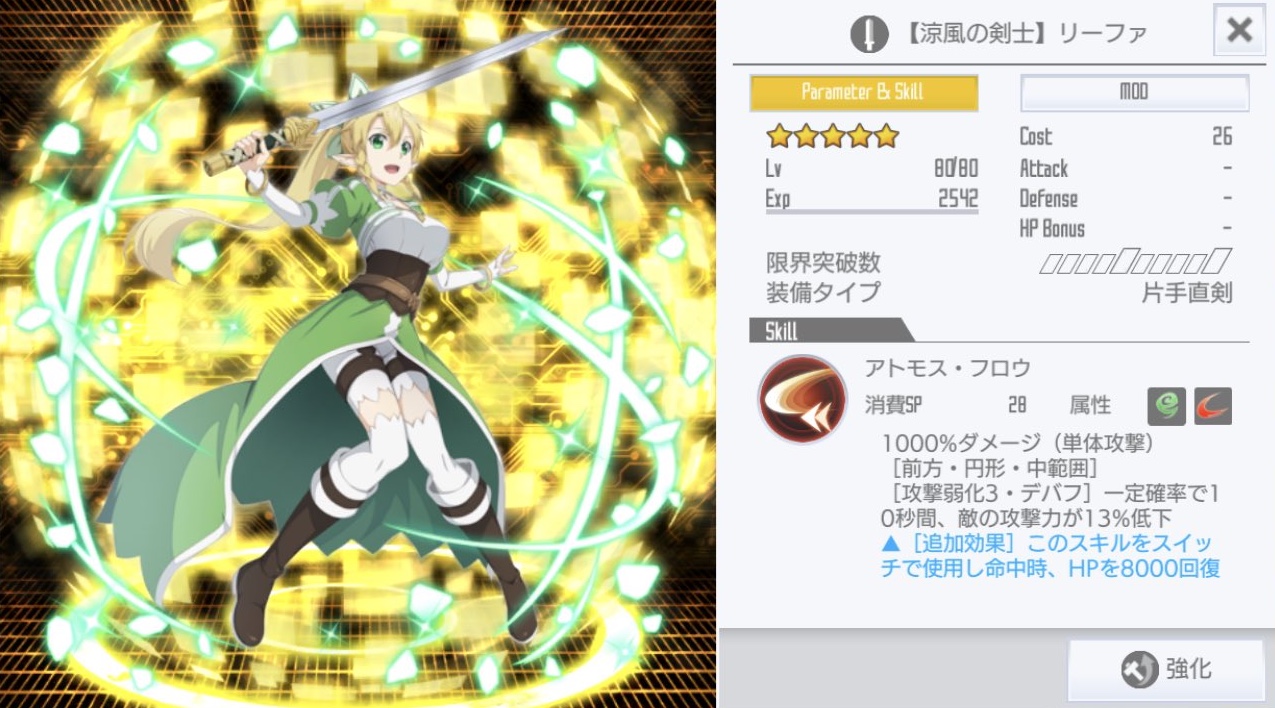 【涼風の剣士】リーファ
Parameter & Skill
MOD
Lv 80/80
Exp 2542
Cost 26
Attack -
Defense -
HP Bonus -
限界突破数
装備タイプ 片手直剣
Skill
アトモス・フロウ
消費SP 28 属性
1000%ダメージ（単体攻撃）
［前方・円形・中範囲］
［攻撃弱化3・デバフ］一定確率で1
0秒間、敵の攻撃力が13%低下
▲［追加効果］このスキルをスイッ
チで使用し命中時、HPを8000回復
強化